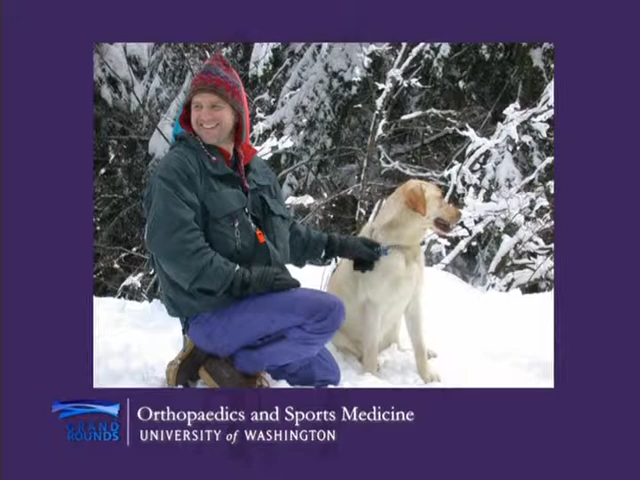 GRAND
ROUNDS
Orthopaedics and Sports Medicine
UNIVERSITY of WASHINGTON